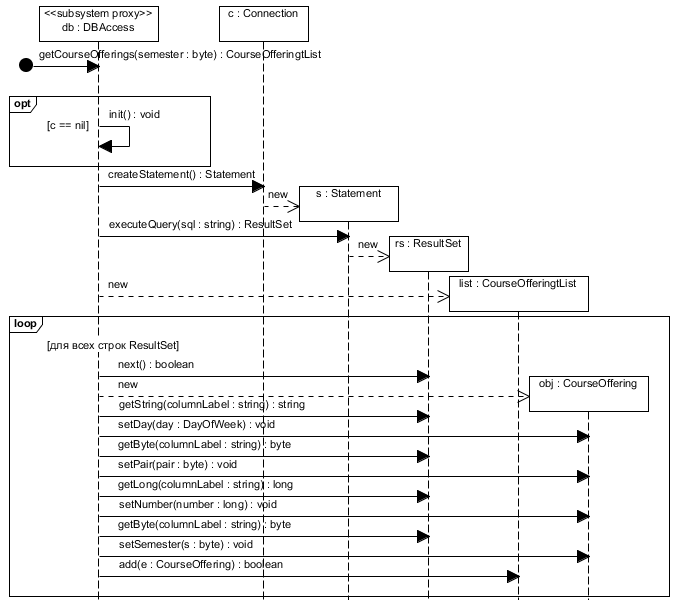 <<subsystem proxy>>
db : DBAccess
c : Connection
getCourseOfferings(semester : byte) : CourseOfferingtList
opt
init() : void
[c == nil]
createStatement() : Statement
new
s : Statement
executeQuery(sql : string) : ResultSet
new
rs : ResultSet
new
list : CourseOfferingtList
loop
[для всех строк ResultSet]
next() : boolean
new
obj : CourseOffering
getString(columnLabel : string) : string
setDay(day : DayOfWeek) : void
getByte(columnLabel : string) : byte
setPair(pair : byte) : void
getLong(columnLabel : string) : long
setNumber(number : long) : void
getByte(columnLabel : string) : byte
setSemester(s : byte) : void
add(e : CourseOffering) : boolean